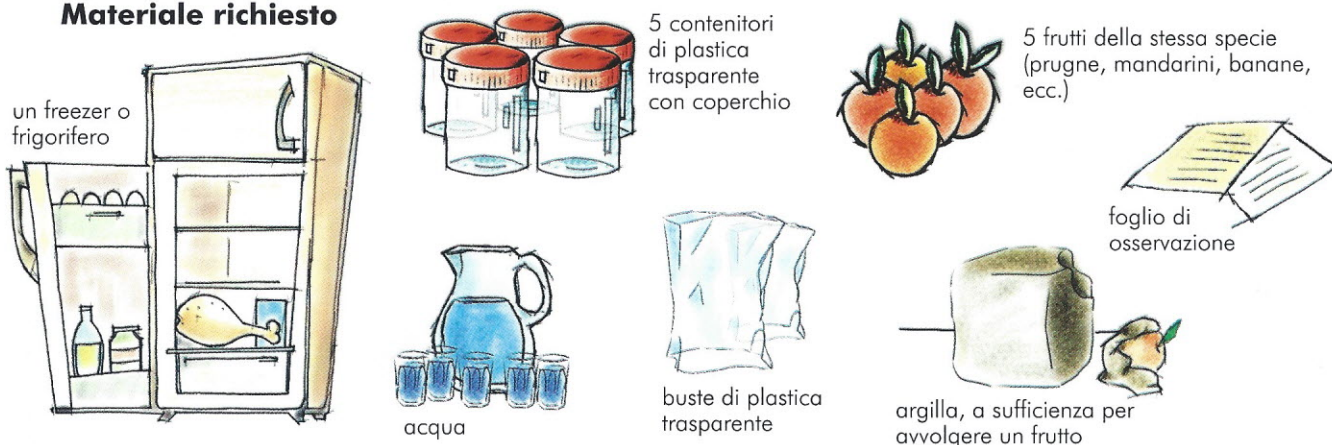 Materiale richiesto
un freezer o
frigorifero
5 contenitori
di plastica
trasparente
con coperchio
5 frutti della stessa specie
(prugne, mandarini, banane,
ecc.)
foglio di
osservazione
acqua
buste di plastica
trasparente
argilla, a sufficienza per
avvolgere un frutto